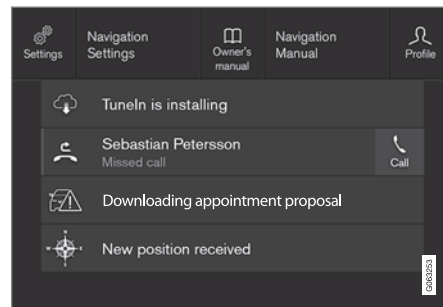 Settings
Navigation
Settings
Owner's
manual
Navigation
Manual
Profile
TuneIn is installing
Sebastian Petersson
Missed call
Call
Downloading appointment proposal
New position received
G063253